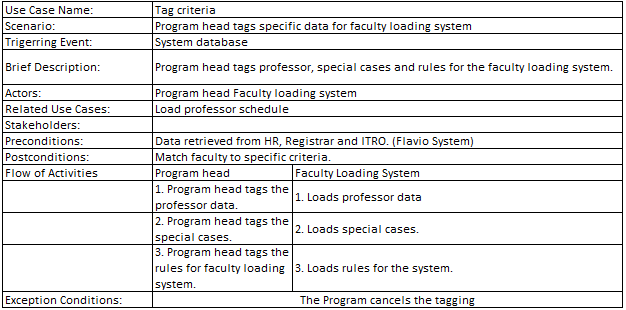 Use Case Name: Tag criteria
Scenario: Program head tags specific data for faculty loading system
Trigerring Event: System database
Brief Description: Program head tags professor, special cases and rules for the faculty loading system.
Actors: Program head Faculty loading system
Related Use Cases: Load professor schedule
Stakeholders:
Preconditions: Data retrieved from HR, Registrar and ITRO. (Flavio System)
Postconditions: Match faculty to specific criteria.
Flow of Activities Program head Faculty Loading System
1. Program head tags the
professor data.
1. Loads professor data
2. Program head tags the
special cases.
2. Loads special cases.
3. Program head tags the
rules for faculty loading
system.
3. Loads rules for the system.
Exception Conditions: The Program cancels the tagging